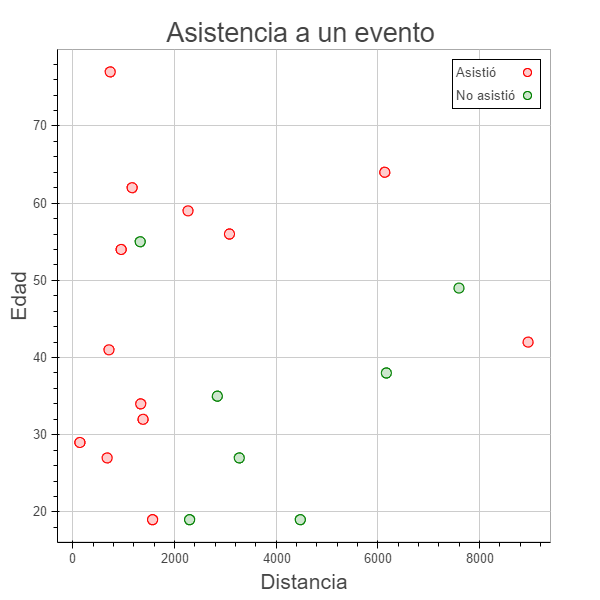 Asistencia a un evento
Asistió
No asistió
70
60
50
40
30
20
Edad
0 2000 4000 6000 8000
Distancia